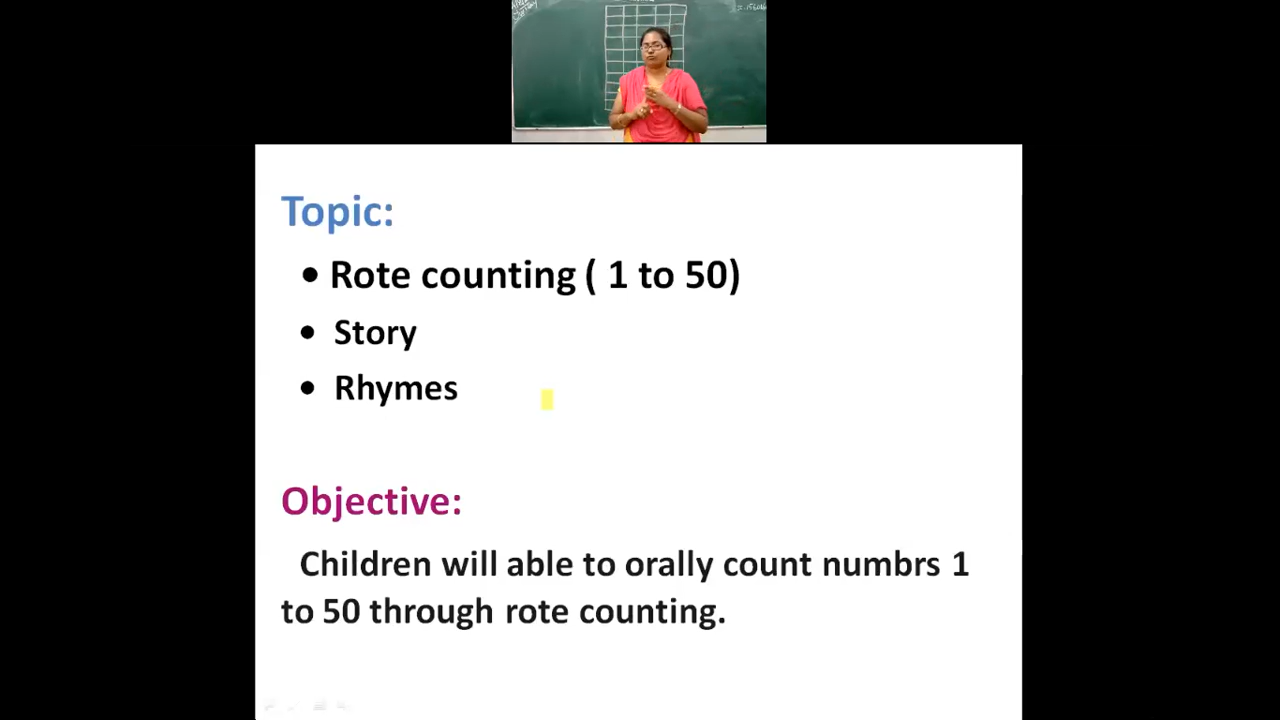 Topic:
• Rote counting ( 1 to 50)
• Story
• Rhymes
Objective:
Children will able to orally count numbrs 1
to 50 through rote counting.